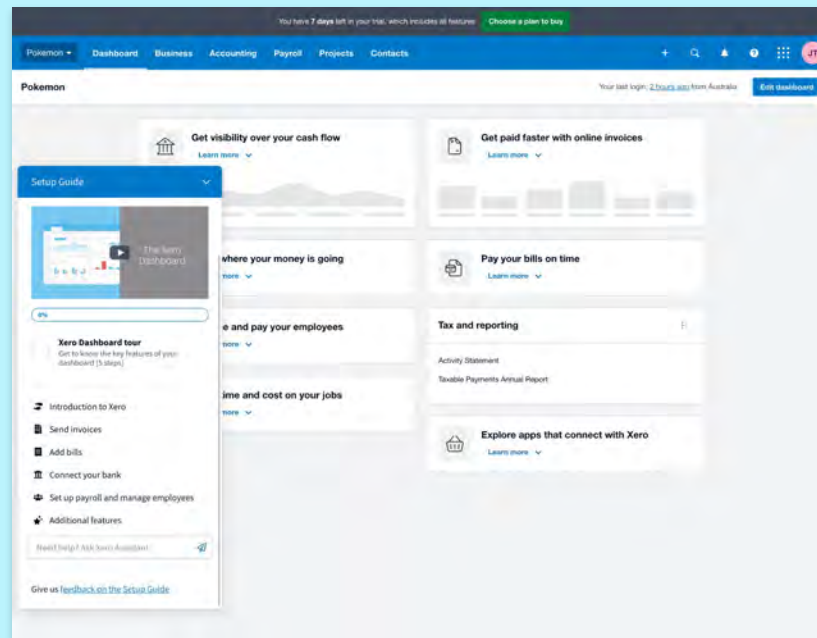 You have 7 days left in your trial, which includes all features
Choose a plan to buy
Pokemon
Dashboard
Business
Accounting
Payroll
Projects
Contacts
JT
Pokemon
Your last login: 2 hours ago from Australia
Edit dashboard
Get visibility over your cash flow
Learn more
Get paid faster with online invoices
Learn more
Setup Guide
The Xero
Dashboard
0%
Xero Dashboard tour
Get to know the key features of your
dashboard (5 steps)
Introduction to Xero
Send invoices
Add bills
Connect your bank
Set up payroll and manage employees
Additional features
Need help? Ask Xero Assistant
Give us feedback on the Setup Guide
where your money is going
more
Pay your bills on time
Learn more
e and pay your employees
more
Tax and reporting
Activity Statement
Taxable Payments Annual Report
ime and cost on your jobs
more
Explore apps that connect with Xero
Learn more